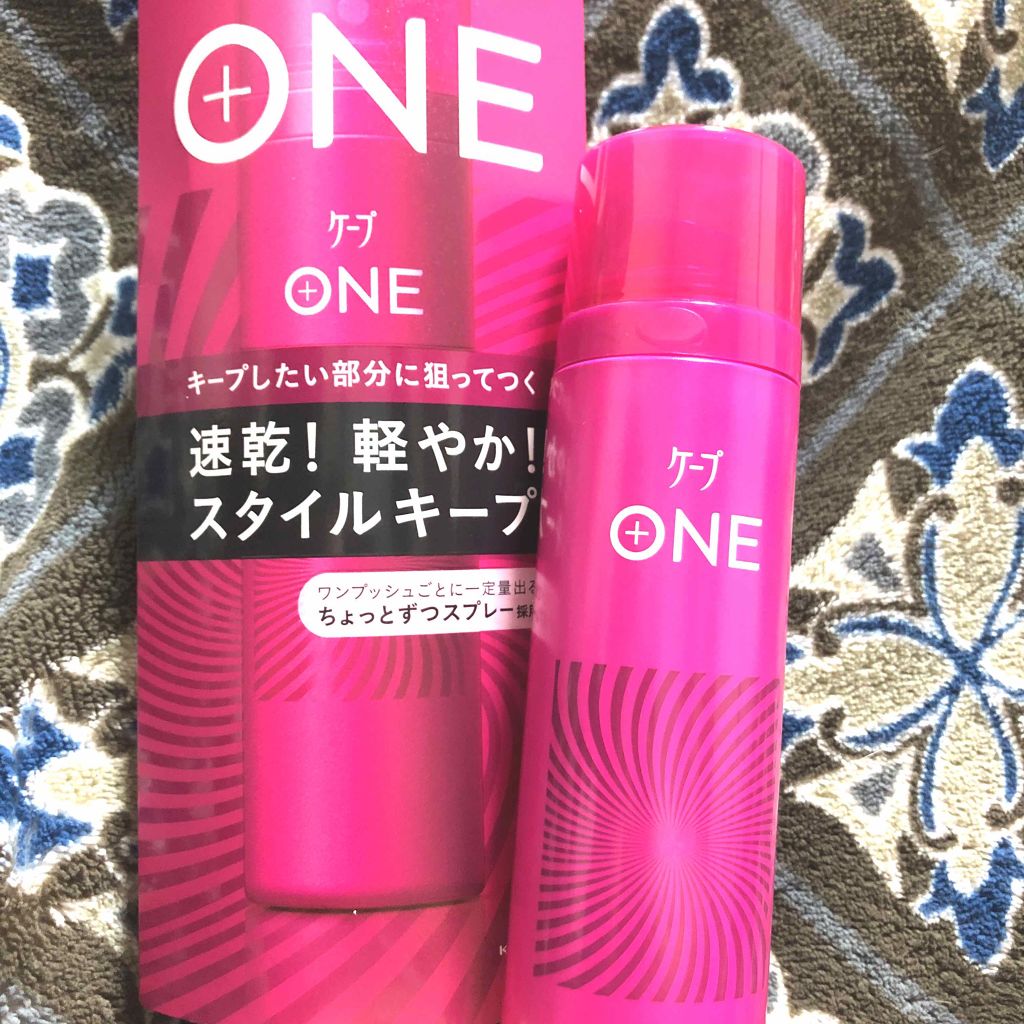 ONE
ケープ
ONE
キープしたい部分に狙ってつく
速乾！軽やか！
スタイルキープ
ワンプッシュごとに一定量出る
ちょっとずつスプレー採用
ケープ
ONE